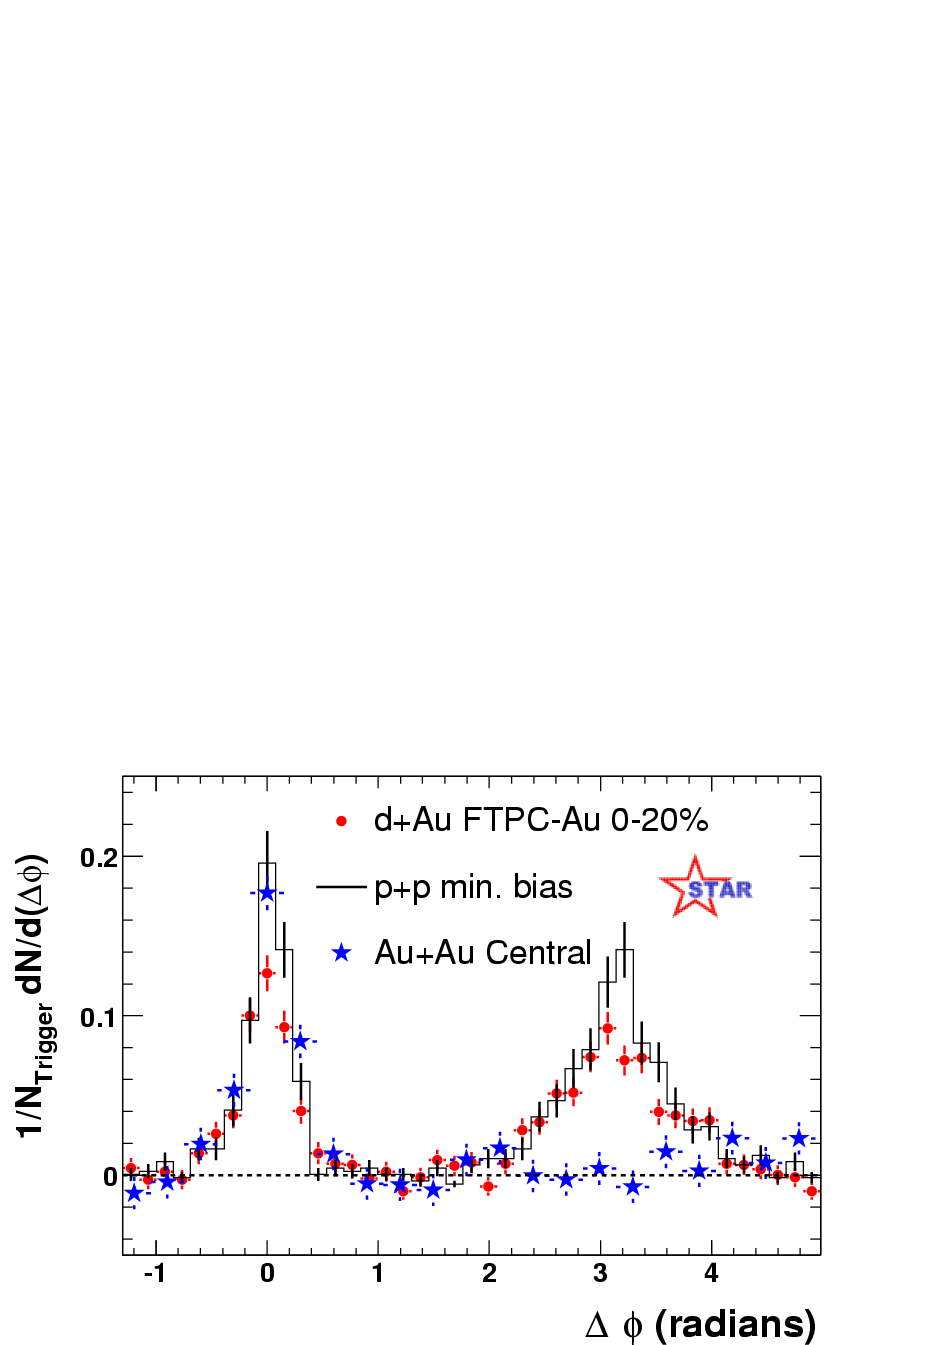 d+Au FTPC-Au 0-20%
p+p min. bias
STAR
Au+Au Central
1/N_Trigger dN/d(Δϕ)
0.2
0.1
0
-1 0 1 2 3 4
Δ ϕ (radians)